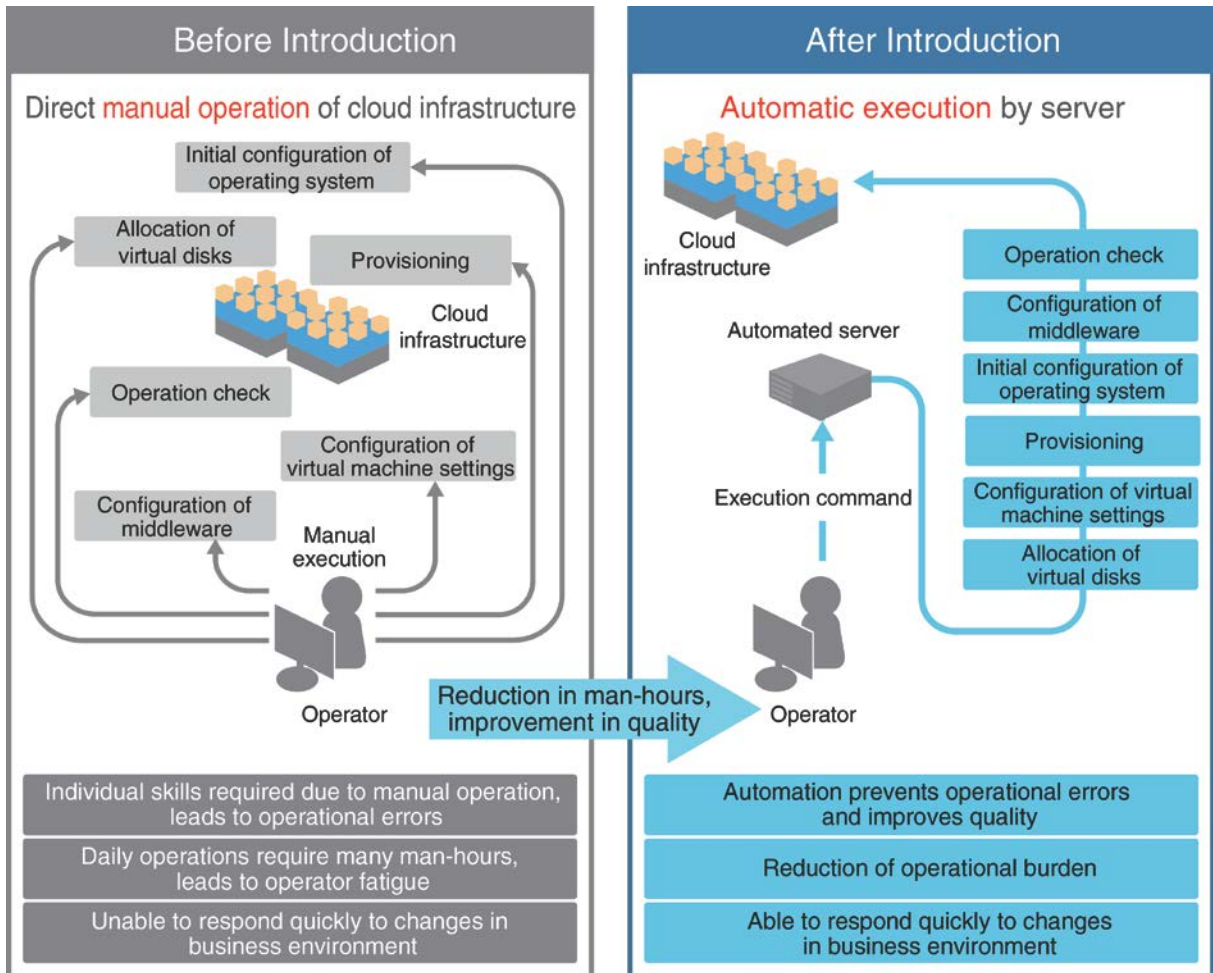 Before Introduction
Direct manual operation of cloud infrastructure
Initial configuration of
operating system
Allocation of
virtual disks
Provisioning
Cloud
infrastructure
Operation check
Configuration of
virtual machine settings
Configuration of
middleware
Manual
execution
Operator
Reduction in man-hours,
improvement in quality
Individual skills required due to manual operation,
leads to operational errors
Daily operations require many man-hours,
leads to operator fatigue
Unable to respond quickly to changes in
business environment
After Introduction
Automatic execution by server
Cloud
infrastructure
Operation check
Configuration of
middleware
Automated server
Initial configuration of
operating system
Provisioning
Execution command
Configuration of virtual
machine settings
Allocation of
virtual disks
Operator
Automation prevents operational errors
and improves quality
Reduction of operational burden
Able to respond quickly to changes
in business environment